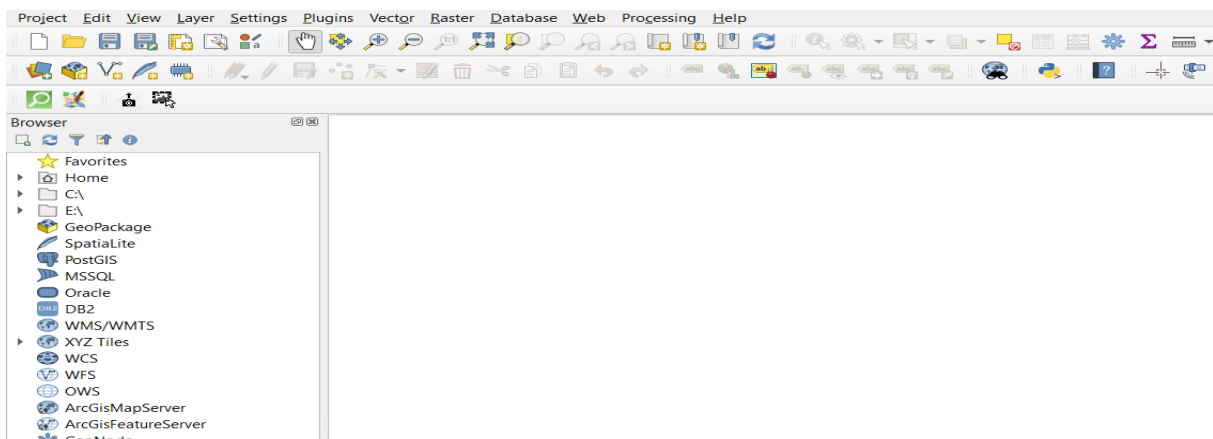 Project Edit View Layer Settings Plugins Vector Raster Database Web Processing Help
Browser
Favorites
Home
C:\
E:\
GeoPackage
SpatiaLite
PostGIS
MSSQL
Oracle
DB2 DB2
WMS/WMTS
XYZ Tiles
WCS
WFS
OWS
ArcGisMapServer
ArcGisFeatureServer
GeoNode